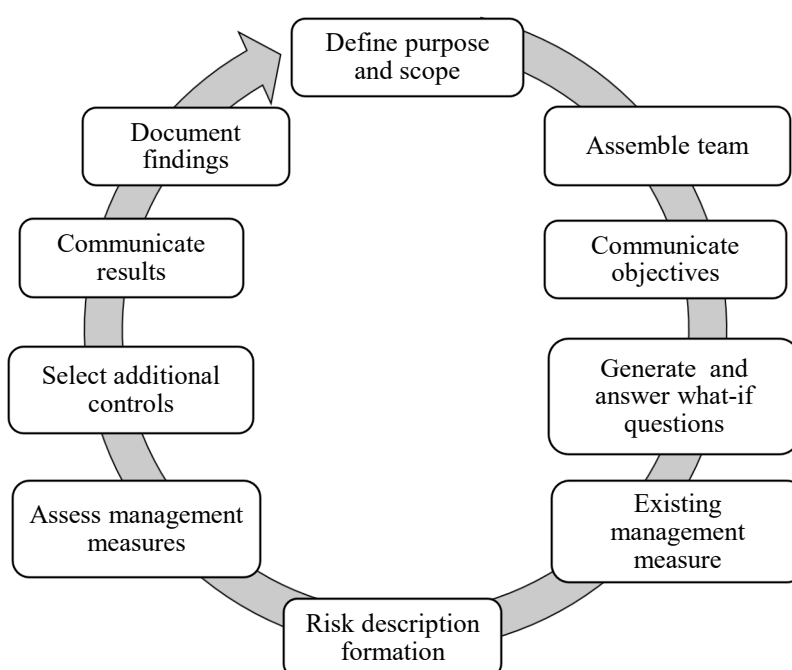 Define purpose
and scope
Assemble team
Communicate
objectives
Generate  and
answer what-if
questions
Existing
management
measure
Risk description
formation
Assess management
measures
Select additional
controls
Communicate
results
Document
findings